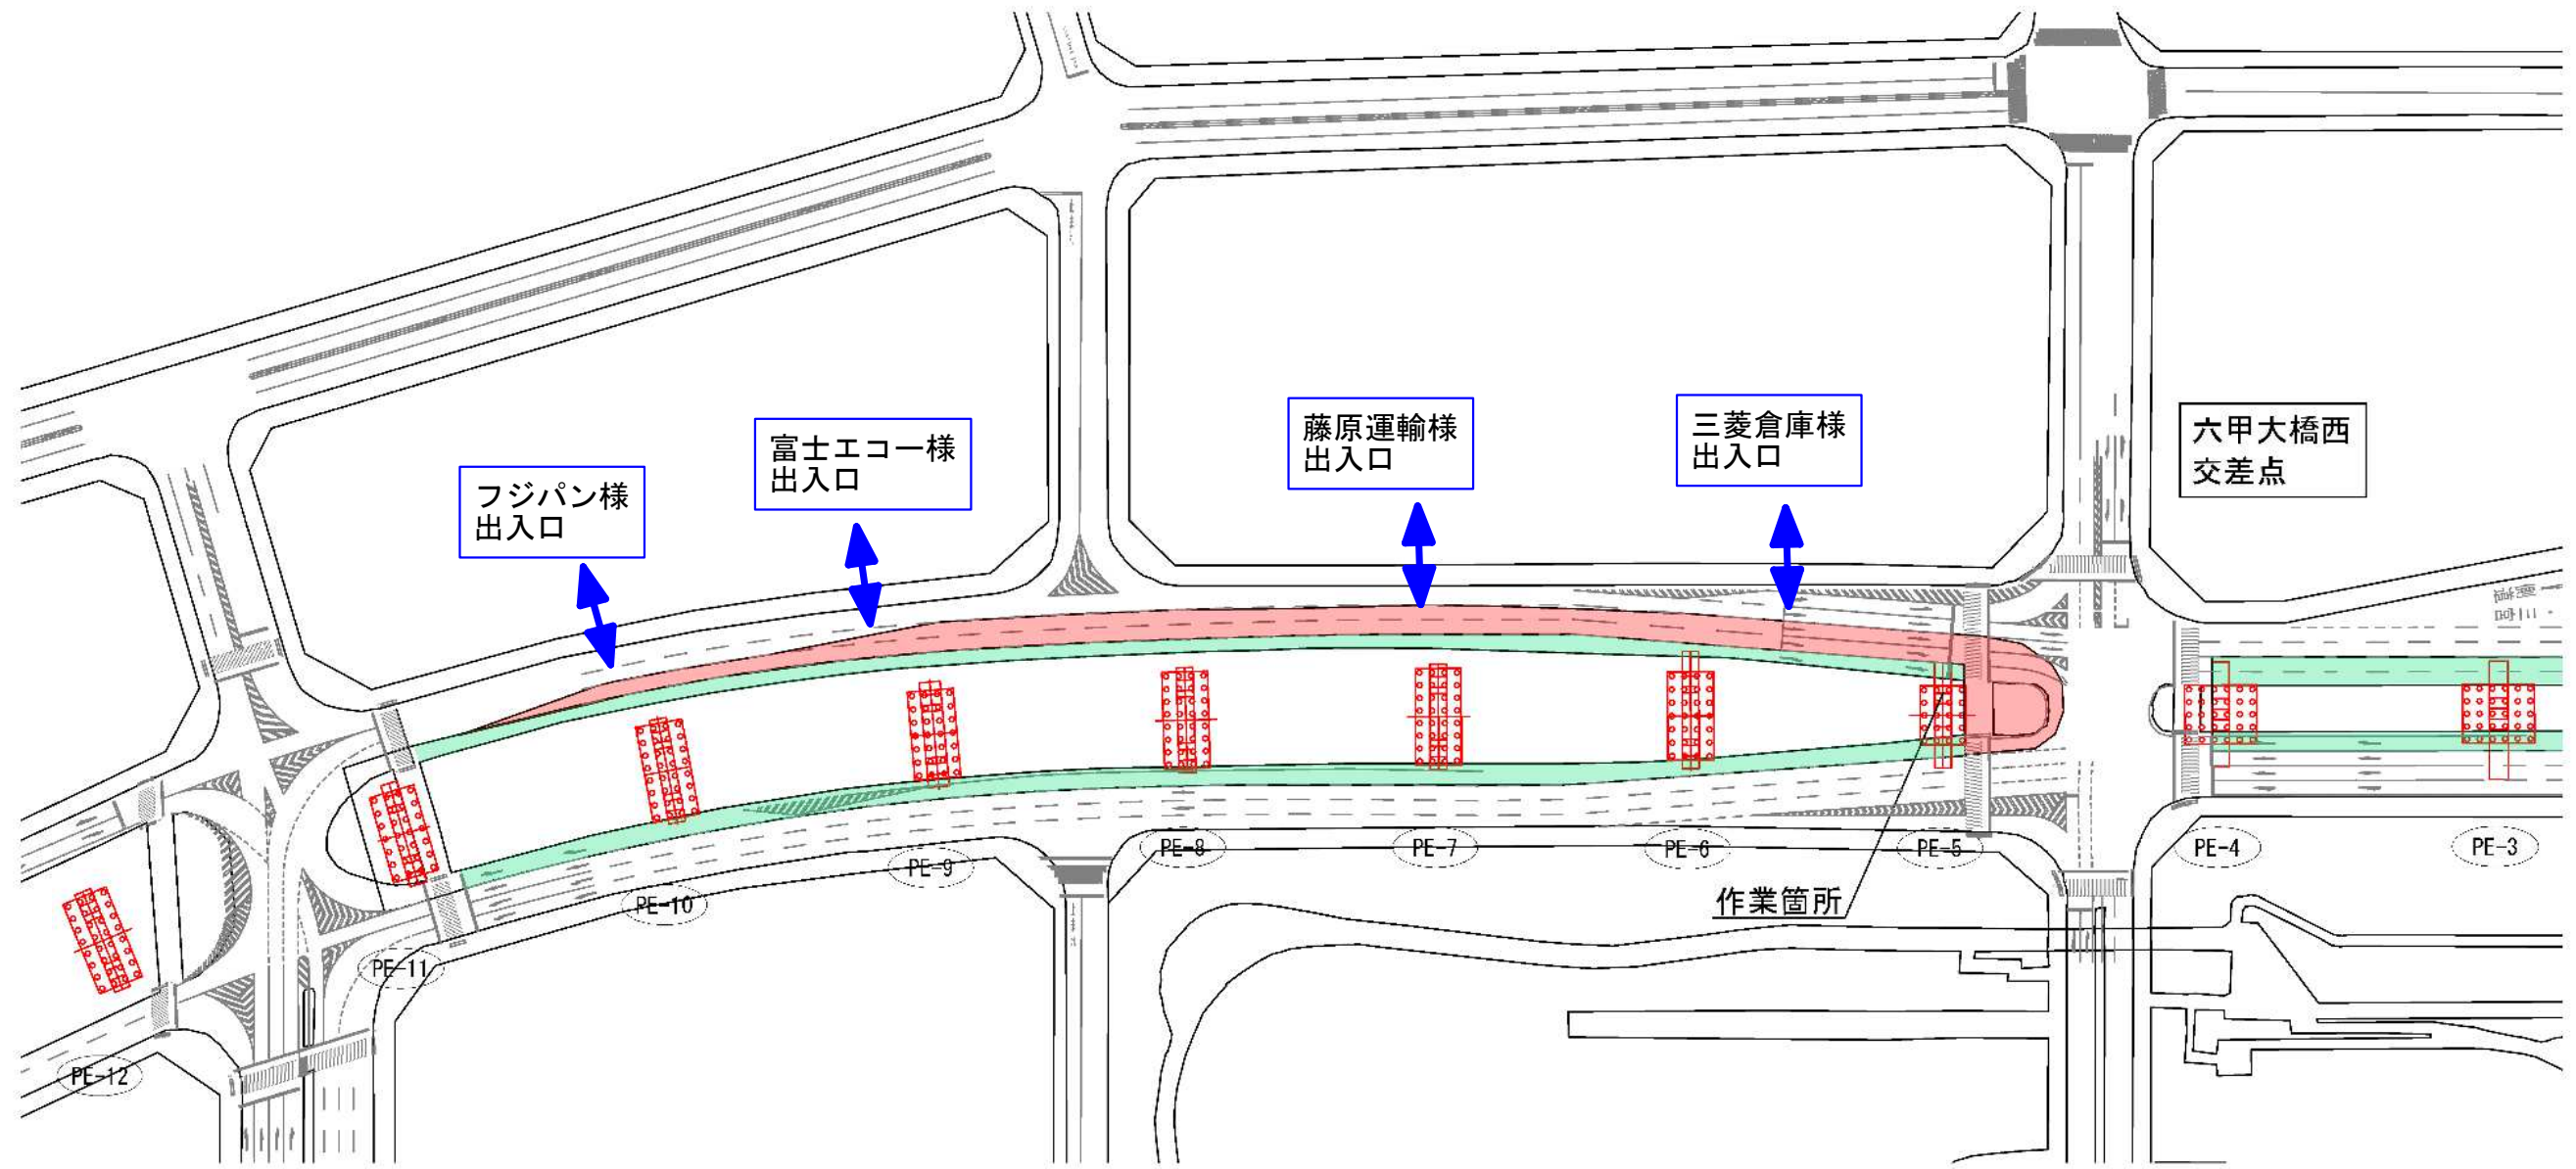 フジパン様
出入口
富士エコー様
出入口
藤原運輸様
出入口
三菱倉庫様
出入口
六甲大橋西
交差点
PE-12
PE-11
PE-10
PE-9
PE-8
PE-7
PE-6
PE-5
PE-4
PE-3
作業箇所